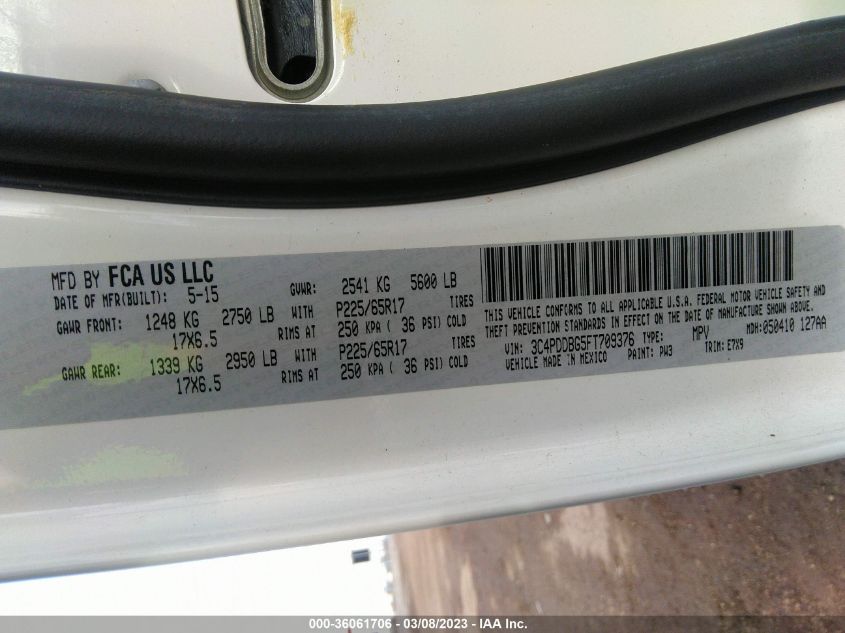 MFD BY FCA US LLC
DATE OF MFR(BUILT): 5-15 GVWR: 2541 KG 5600 LB
GAWR FRONT: 1248 KG 2750 LB WITH P225/65R17 TIRES
17X6.5 RIMS AT 250 KPA ( 36 PSI) COLD
GAWR REAR: 1339 KG 2950 LB WITH P225/65R17 TIRES
17X6.5 RIMS AT 250 KPA ( 36 PSI) COLD
THIS VEHICLE CONFORMS TO ALL APPLICABLE U.S.A. FEDERAL MOTOR VEHICLE SAFETY AND
THEFT PREVENTION STANDARDS IN EFFECT ON THE DATE OF MANUFACTURE SHOWN ABOVE.
VIN: 3C4PDDBG5FT709376 TYPE: MPV MDH:050410 127AA
VEHICLE MADE IN MEXICO PAINT: PW3 TRIM: E7X9
000-36061706 - 03/08/2023 - IAA Inc.